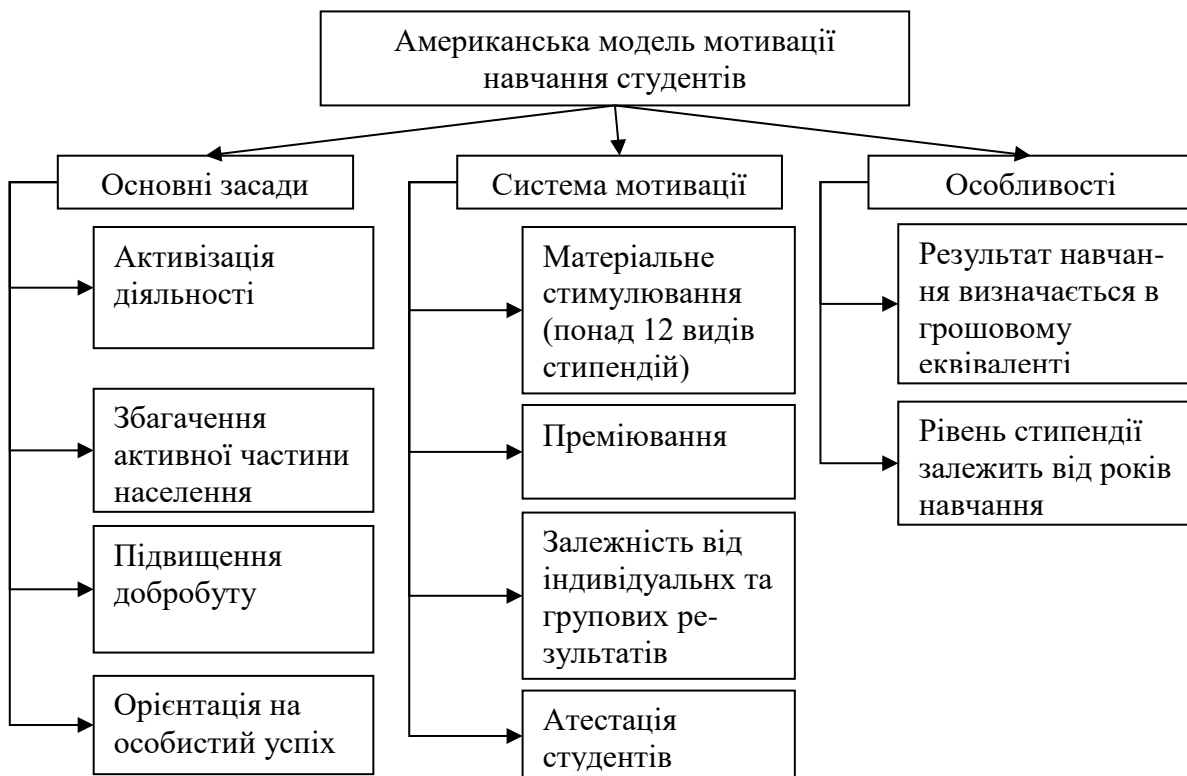 Американська модель мотивації
навчання студентів
Основні засади
Активізація
діяльності
Збагачення
активної частини
населення
Підвищення
добробуту
Орієнтація на
особистий успіх
Система мотивації
Матеріальне
стимулювання
(понад 12 видів
стипендій)
Преміювання
Залежність від
індивідуальнх та
групових ре-
зультатів
Атестація
студентів
Особливості
Результат навчан-
ня визначається в
грошовому
еквіваленті
Рівень стипендії
залежить від років
навчання